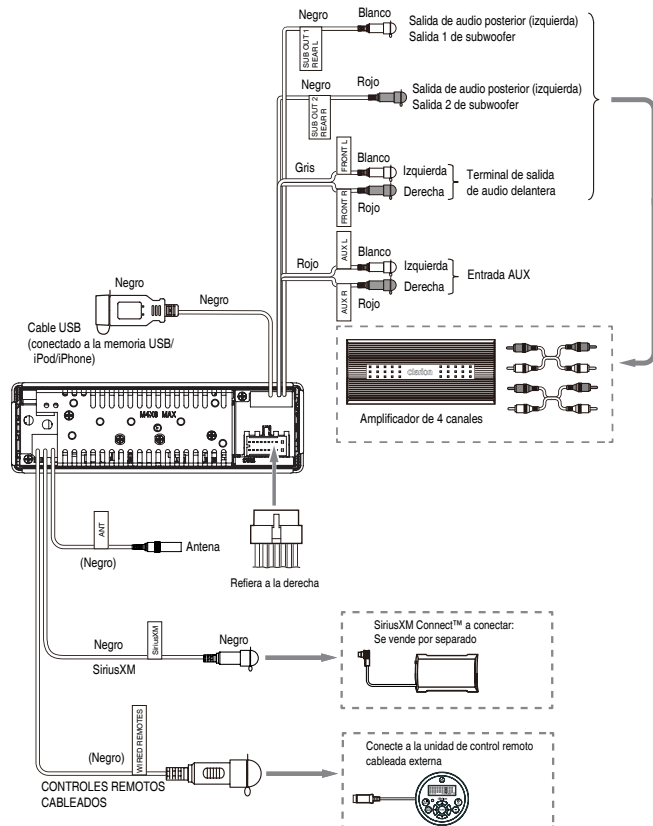 Negro
Blanco
Salida de audio posterior (izquierda)
Salida 1 de subwoofer
SUB OUT 1
REAR L
Negro
Rojo
Salida de audio posterior (izquierda)
Salida 2 de subwoofer
SUB OUT 2
REAR R
Gris
FRONT L
Blanco
Izquierda
Derecha
Terminal de salida
de audio delantera
FRONT R
Rojo
Rojo
AUX L
Blanco
Izquierda
Derecha
Entrada AUX
AUX R
Rojo
Negro
Negro
Cable USB
(conectado a la memoria USB/
iPod/iPhone)
clarion
Amplificador de 4 canales
M4X6 MAX
ANT
(Negro)
Antena
Refiera a la derecha
Negro
SiriusXM
Negro
SiriusXM
SiriusXM Connect™ a conectar:
Se vende por separado
(Negro)
WIRED REMOTES
CONTROLES REMOTOS
CABLEADOS
Conecte a la unidad de control remoto
cableada externa